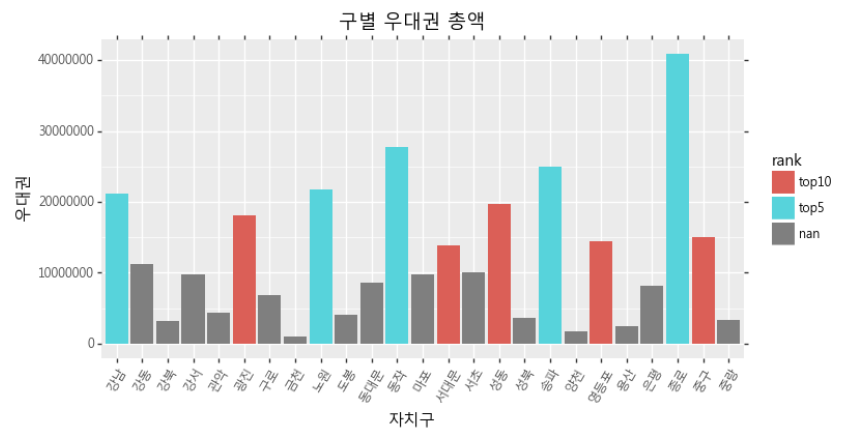 구별 우대권 총액
우대권
40000000
30000000
20000000
10000000
0
강남 강동 강북 강서 관악 광진 구로 금천 노원 도봉 동대문 동작 마포 서대문 서초 성동 성북 송파 양천 영등포 용산 은평 종로 중구 중랑
자치구
rank
top10
top5
nan